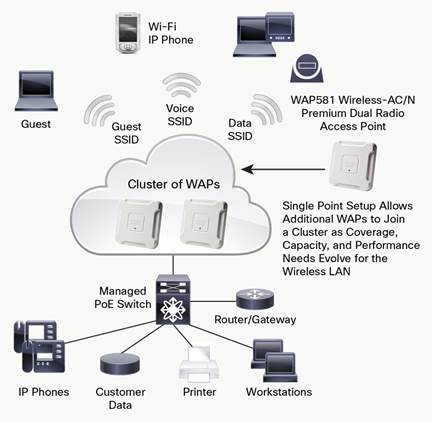 Wi-Fi
IP Phone
Guest
Guest
SSID
Voice
SSID
Data
SSID
WAP581 Wireless-AC/N
Premium Dual Radio
Access Point
Cluster of WAPs
Single Point Setup Allows
Additional WAPs to Join
a Cluster as Coverage,
Capacity, and Performance
Needs Evolve for the
Wireless LAN
Managed
PoE Switch
Router/Gateway
IP Phones
Customer
Data
Printer
Workstations